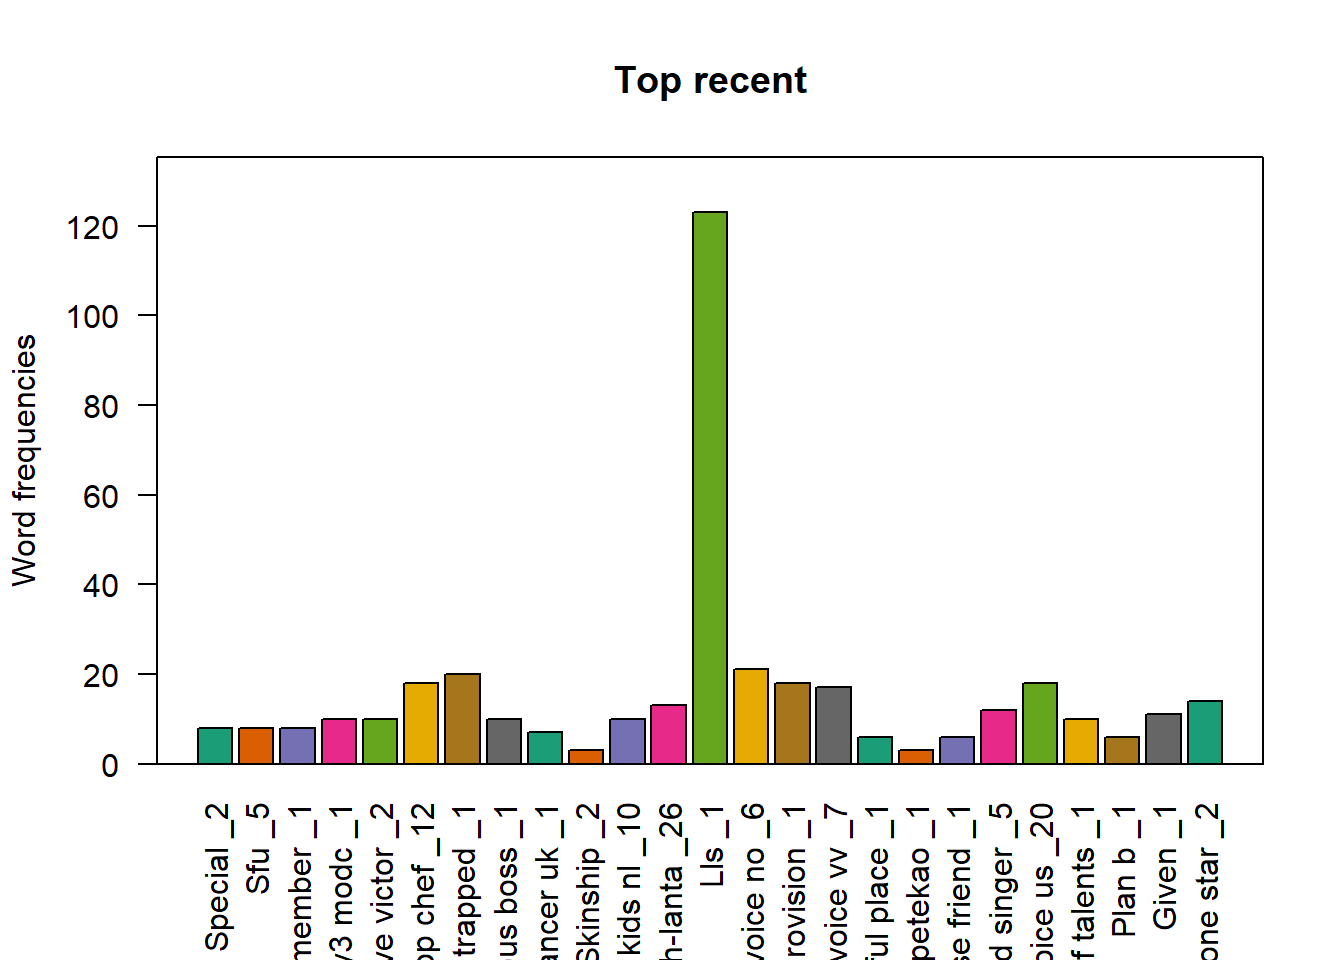 Top recent
Word frequencies
120
100
80
60
40
20
0
Special _2
Sfu _5
member _1
v3 modc _1
ve victor _2
op chef _12
trapped _1
ous boss _1
ancer uk _1
Skinship _2
kids nl _10
h-lanta _26
Lls _1
voice no _6
rovision _1
voice vv _7
ful place _1
petekao _1
se friend _1
d singer _5
oice us _20
f talents _1
Plan b _1
Given _1
one star _2